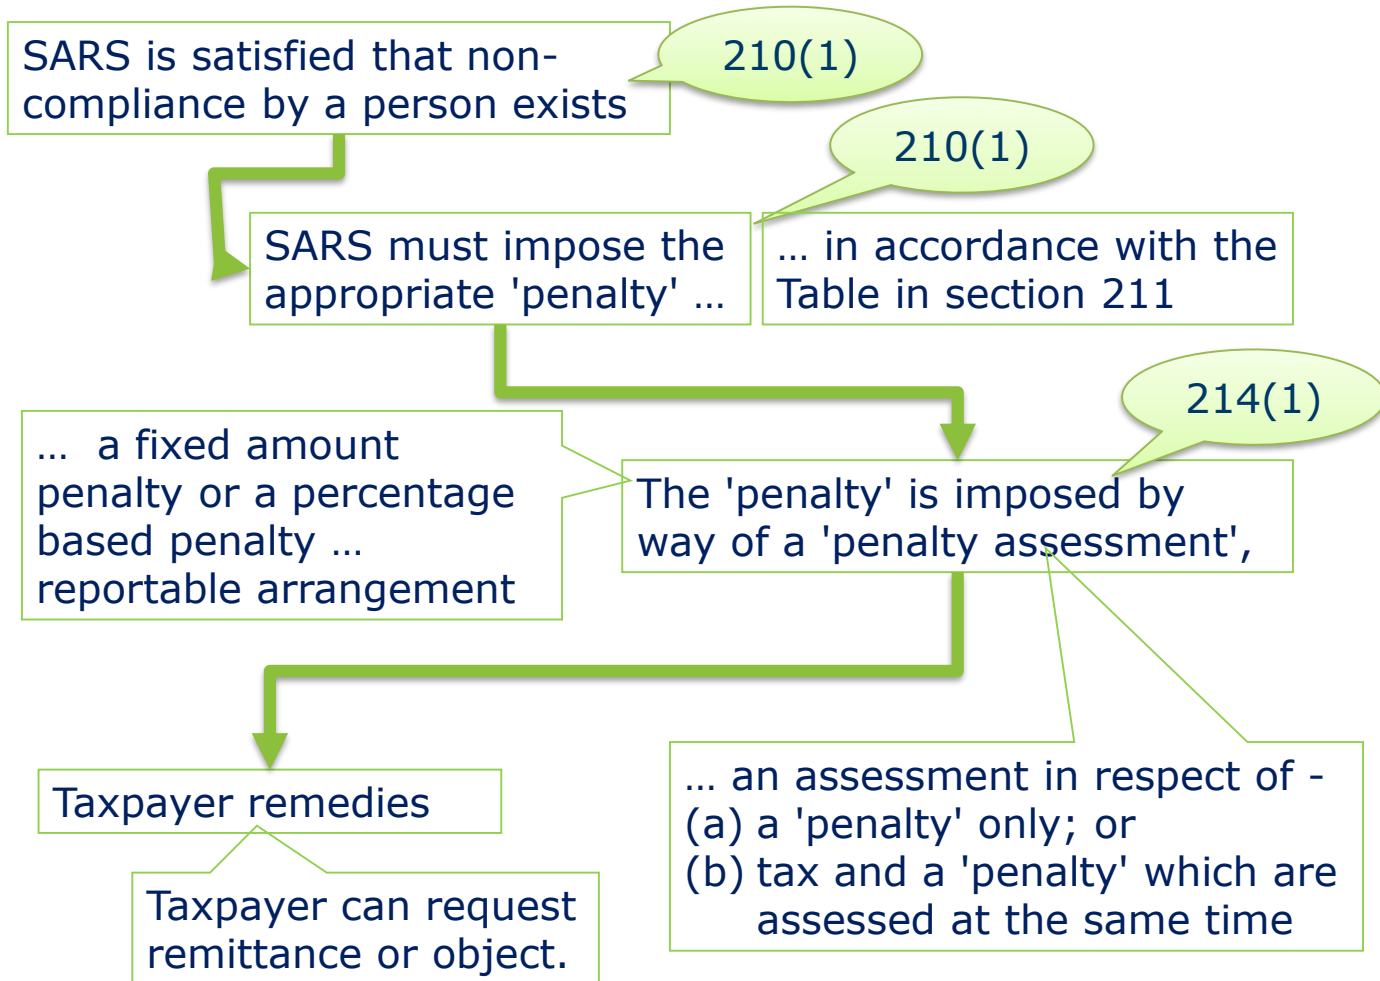 SARS is satisfied that non-
compliance by a person exists
210(1)
210(1)
SARS must impose the
appropriate 'penalty' …
… in accordance with the
Table in section 211
214(1)
… a fixed amount
penalty or a percentage
based penalty …
reportable arrangement
The 'penalty' is imposed by
way of a 'penalty assessment',
Taxpayer remedies
Taxpayer can request
remittance or object.
… an assessment in respect of -
(a) a 'penalty' only; or
(b) tax and a 'penalty' which are
assessed at the same time